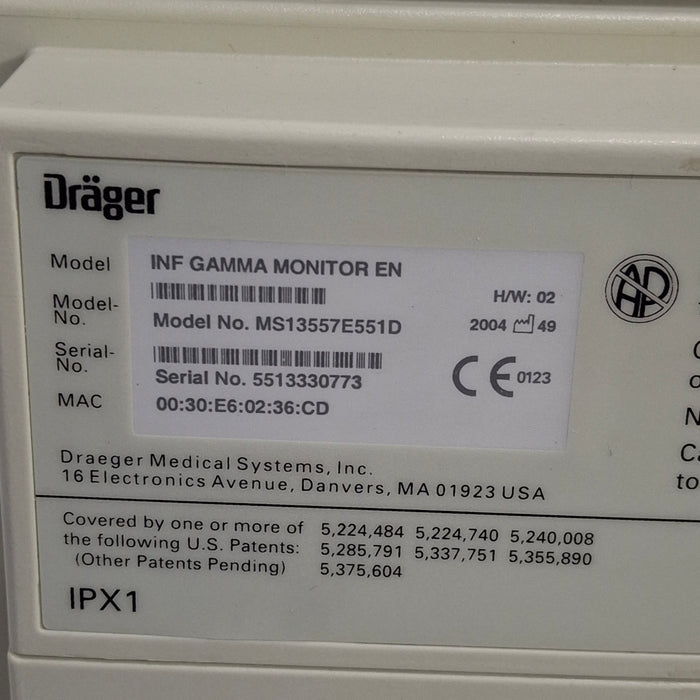 Dräger
Model INF GAMMA MONITOR EN
H/W: 02
Model-No. Model No. MS13557E551D
2004 49
Serial-No. Serial No. 5513330773
CE 0123
MAC 00:30:E6:02:36:CD
Draeger Medical Systems, Inc.
16 Electronics Avenue, Danvers, MA 01923 USA
Covered by one or more of 5,224,484 5,224,740 5,240,008
the following U.S. Patents: 5,285,791 5,337,751 5,355,890
(Other Patents Pending) 5,375,604
IPX1
AP
to